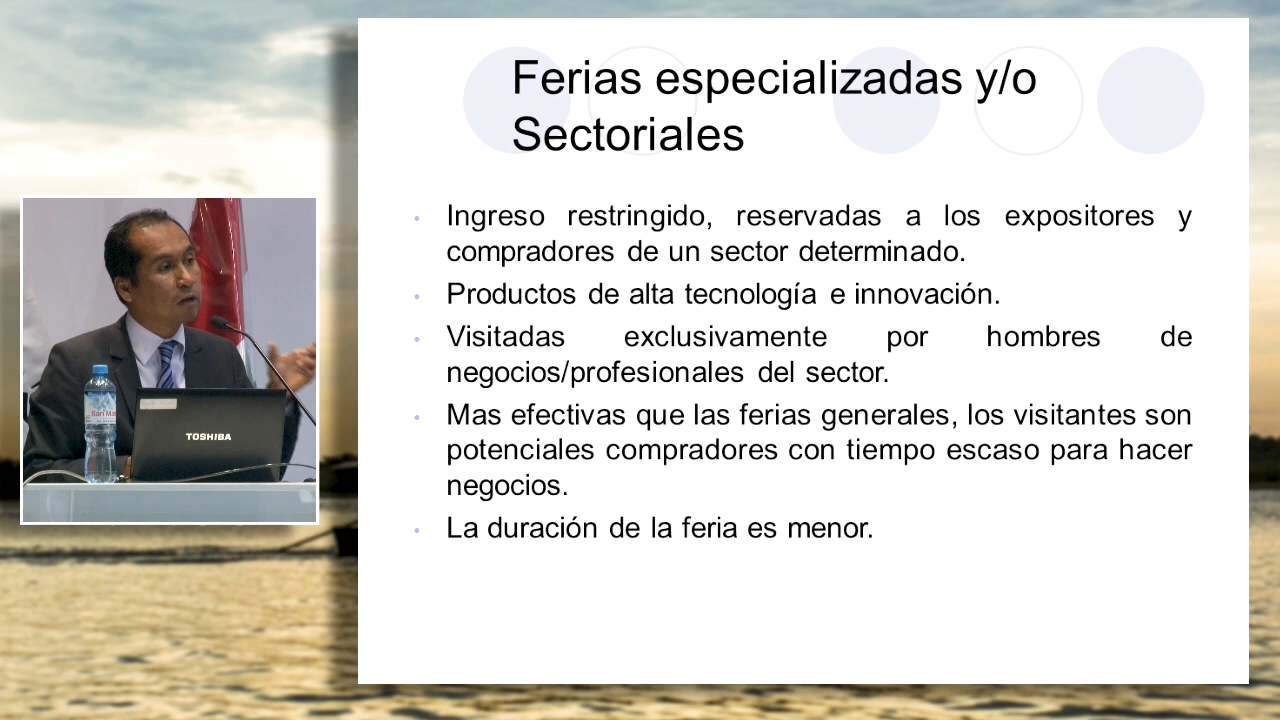 Ferias especializadas y/o
Sectoriales
• Ingreso restringido, reservadas a los expositores y
compradores de un sector determinado.
• Productos de alta tecnología e innovación.
• Visitadas exclusivamente por hombres de
negocios/profesionales del sector.
• Mas efectivas que las ferias generales, los visitantes son
potenciales compradores con tiempo escaso para hacer
negocios.
• La duración de la feria es menor.
TOSHIBA